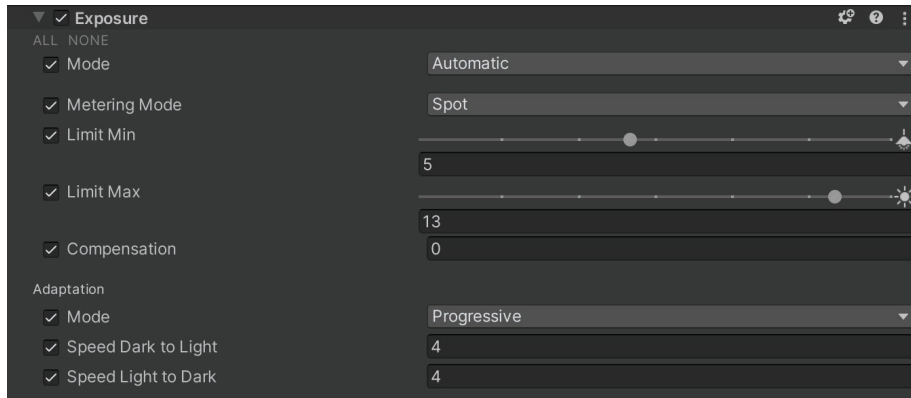 Exposure
ALL NONE
Mode Automatic
Metering Mode Spot
Limit Min
5
Limit Max
13
Compensation 0
Adaptation
Mode Progressive
Speed Dark to Light 4
Speed Light to Dark 4